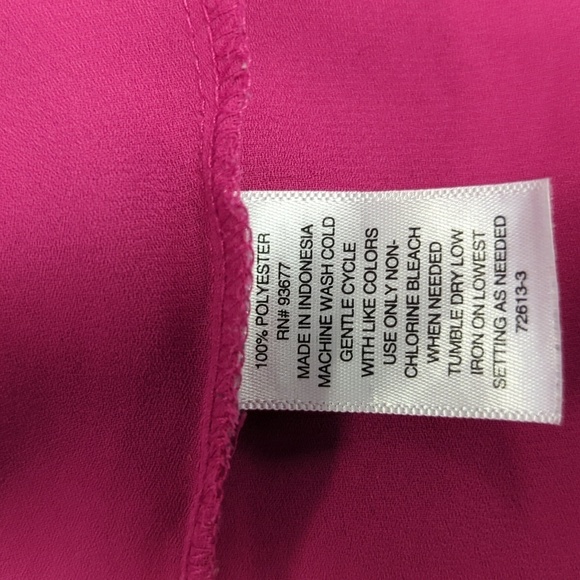 100% POLYESTER
RN# 93677
MADE IN INDONESIA
MACHINE WASH COLD
GENTLE CYCLE
WITH LIKE COLORS
USE ONLY NON-
CHLORINE BLEACH
WHEN NEEDED
TUMBLE DRY LOW
IRON ON LOWEST
SETTING AS NEEDED
72613-3